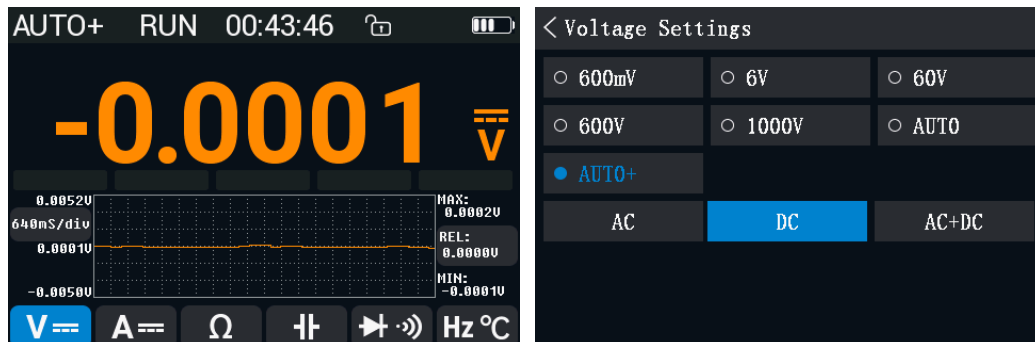 AUTO+ RUN 00:43:46
-0.0001 V
0.0052V
640mS/div
0.0001V
-0.0050V
MAX:
0.0002V
REL:
0.0000V
MIN:
-0.0001V
V A Ω Hz °C
< Voltage Settings
600mV 6V 60V
600V 1000V AUTO
AUTO+
AC DC AC+DC